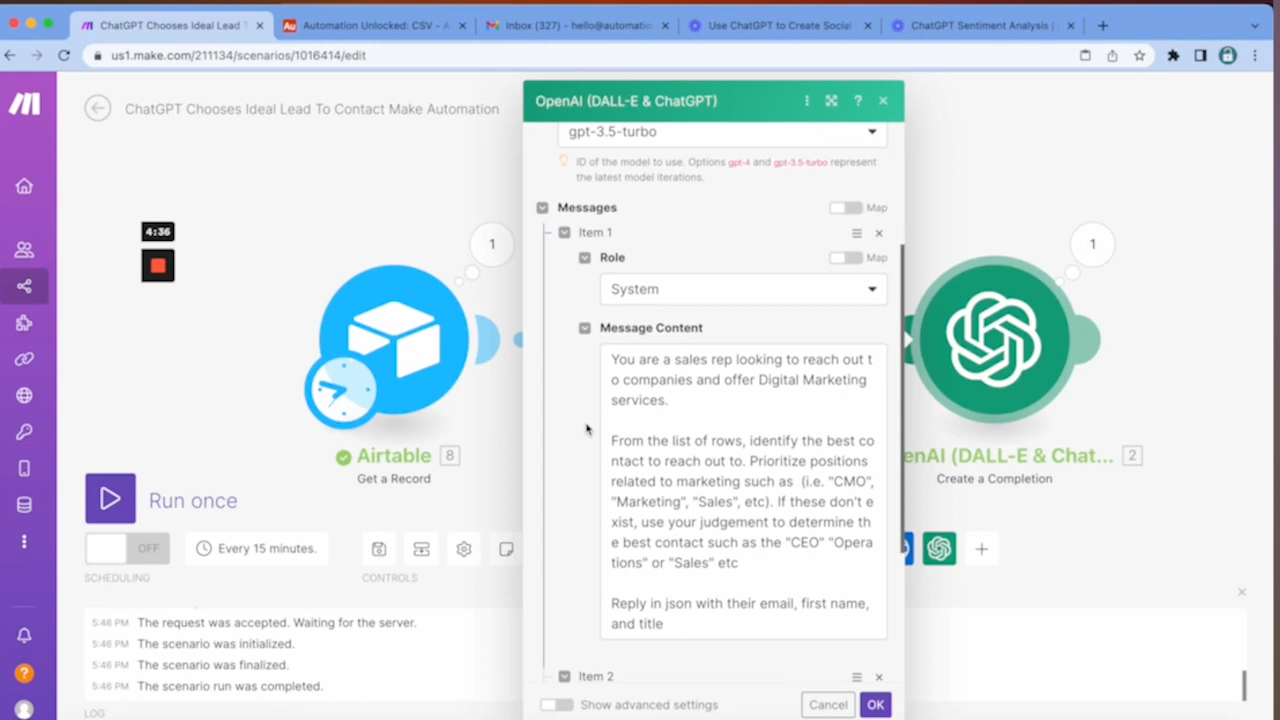 ChatGPT Chooses Ideal Lead T
Automation Unlocked: CSV - A
Inbox (327) - hello@automatio
Use ChatGPT to Create Social
ChatGPT Sentiment Analysis |
us1.make.com/211134/scenarios/1016414/edit
ChatGPT Chooses Ideal Lead To Contact Make Automation
4:36
1
Airtable 8
Get a Record
Run once
OFF
Every 15 minutes.
SCHEDULING
CONTROLS
5:46 PM The request was accepted. Waiting for the server.
5:46 PM The scenario was initialized.
5:46 PM The scenario was finalized.
5:46 PM The scenario run was completed.
LOG
OpenAI (DALL-E & ChatGPT)
gpt-3.5-turbo
ID of the model to use. Options gpt-4 and gpt-3.5-turbo represent
the latest model iterations.
Messages
Map
Item 1
Role
Map
System
Message Content
You are a sales rep looking to reach out t
o companies and offer Digital Marketing
services.
From the list of rows, identify the best co
ntact to reach out to. Prioritize positions
related to marketing such as (i.e. "CMO",
"Marketing", "Sales", etc). If these don't e
xist, use your judgement to determine th
e best contact such as the "CEO" "Opera
tions" or "Sales" etc
Reply in json with their email, first name,
and title
Item 2
Show advanced settings
Cancel
OK
1
enAI (DALL-E & Chat... 2
Create a Completion